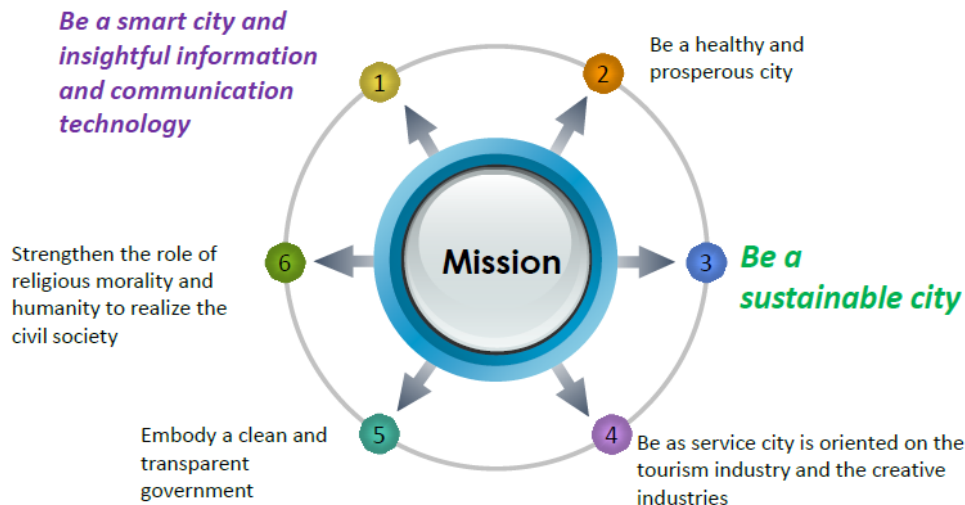 Be a smart city and
insightful information
and communication
technology
1
2
Be a healthy and
prosperous city
Mission
3
Be a
sustainable city
6
Strengthen the role of
religious morality and
humanity to realize the
civil society
5
Embody a clean and
transparent
government
4
Be as service city is oriented on the
tourism industry and the creative
industries